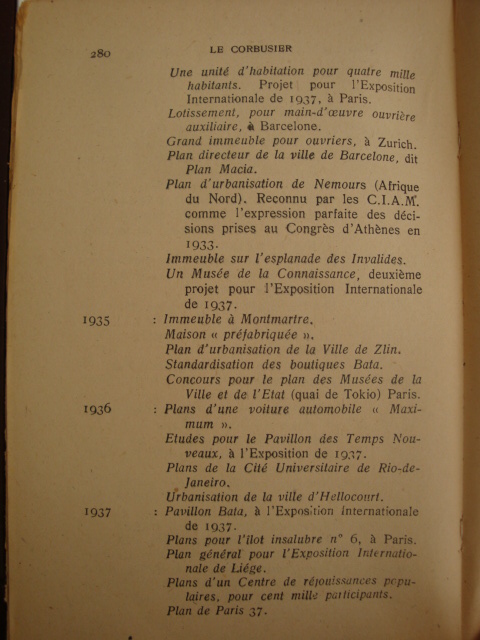 280 LE CORBUSIER
Une unité d'habitation pour quatre mille
habitants. Projet pour l'Exposition
Internationale de 1937, à Paris.
Lotissement, pour main-d'œuvre ouvrière
auxiliaire, à Barcelone.
Grand immeuble pour ouvriers, à Zurich.
Plan directeur de la ville de Barcelone, dit
Plan Macia.
Plan d'urbanisation de Nemours (Afrique
du Nord). Reconnu par les C.I.A.M.
comme l'expression parfaite des déci-
sions prises au Congrès d'Athènes en
1933.
Immeuble sur l'esplanade des Invalides.
Un Musée de la Connaissance, deuxième
projet pour l'Exposition Internationale
de 1937.
1935 : Immeuble à Montmartre.
Maison « préfabriquée ».
Plan d'urbanisation de la Ville de Zlin.
Standardisation des boutiques Bata.
Concours pour le plan des Musées de la
Ville et de l'Etat (quai de Tokio) Paris.
1936 : Plans d'une voiture automobile « Maxi-
mum ».
Etudes pour le Pavillon des Temps Nou-
veaux, à l'Exposition de 1937.
Plans de la Cité Universitaire de Rio-de-
Janeiro.
Urbanisation de la ville d'Hellocourt.
1937 : Pavillon Bata, à l'Exposition Internationale
de 1937.
Plans pour l'îlot insalubre n° 6, à Paris.
Plan général pour l'Exposition Internatio-
nale de Liége.
Plans d'un Centre de réjouissances popu-
laires, pour cent mille participants.
Plan de Paris 37.